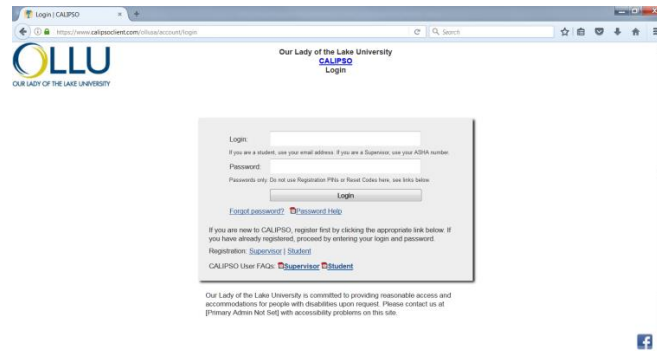 Login | CALIPSO
https://www.calipsoclient.com/ollusa/account/login
Search
OLLU
OUR LADY OF THE LAKE UNIVERSITY
Our Lady of the Lake University
CALIPSO
Login
Login:
If you are a student, use your email address. If you are a Supervisor, use your ASHA number.
Password:
Passwords only. Do not use Registration PINs or Reset Codes here, see links below
Login
Forgot password? Password Help
If you are new to CALIPSO, register first by clicking the appropriate link below. If
you have already registered, proceed by entering your login and password.
Registration: Supervisor | Student
CALIPSO User FAQs: Supervisor Student
Our Lady of the Lake University is committed to providing reasonable access and
accommodations for people with disabilities upon request. Please contact us at
[Primary Admin Not Set] with accessibility problems on this site.